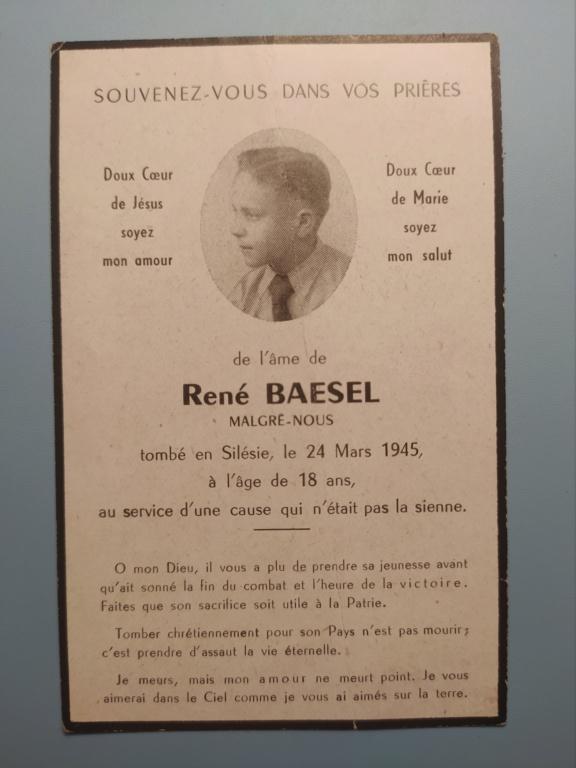 SOUVENEZ-VOUS DANS VOS PRIÈRES
Doux Cœur
de Jésus
soyez
mon amour
Doux Cœur
de Marie
soyez
mon salut
de l'âme de
René BAESEL
MALGRÉ-NOUS
tombé en Silésie, le 24 Mars 1945,
à l'âge de 18 ans,
au service d'une cause qui n'était pas la sienne.
O mon Dieu, il vous a plu de prendre sa jeunesse avant
qu'ait sonné la fin du combat et l'heure de la victoire.
Faites que son sacrifice soit utile à la Patrie.
Tomber chrétiennement pour son Pays n'est pas mourir;
c'est prendre d'assaut la vie éternelle.
Je meurs, mais mon amour ne meurt point. Je vous
aimerai dans le Ciel comme je vous ai aimés sur la terre.